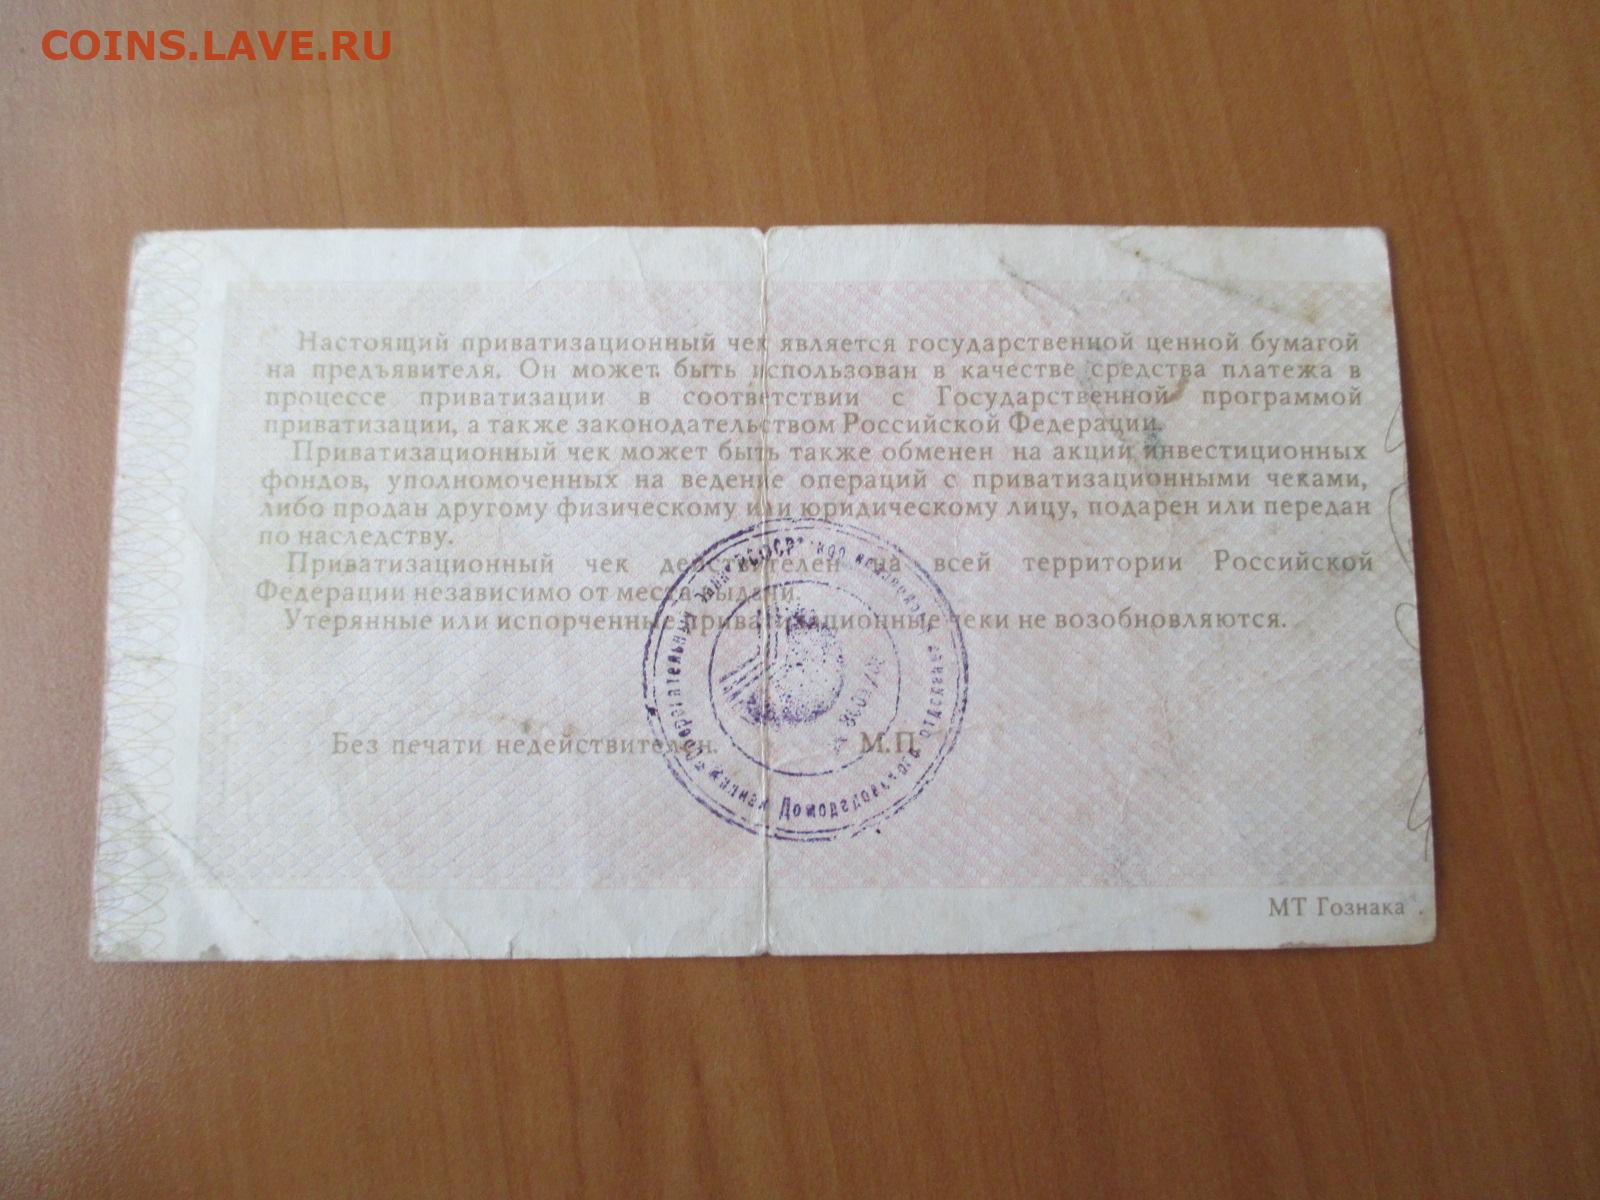 COINS.LAVE.RU
Настоящий приватизационный чек является государственной ценной бумагой
на предъявителя. Он может быть использован в качестве средства платежа в
процессе приватизации в соответствии с Государственной программой
приватизации, а также законодательством Российской Федерации.
Приватизационный чек может быть также обменен на акции инвестиционных
фондов, уполномоченных на ведение операций с приватизационными чеками,
либо продан другому физическому или юридическому лицу, подарен или передан
по наследству.
Приватизационный чек действителен на всей территории Российской
Федерации независимо от места выдачи.
Утерянные или испорченные приватизационные чеки не возобновляются.
Без печати недействителен. М.П.
Домодедовского
МТ Гознака